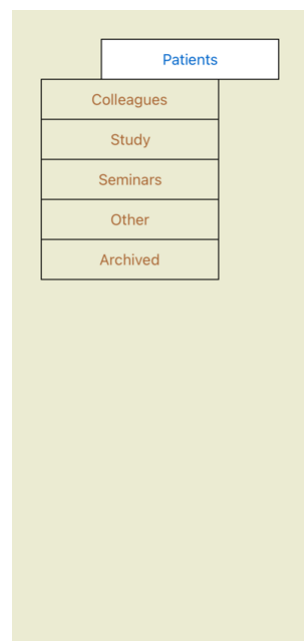 Patients
Colleagues
Study
Seminars
Other
Archived